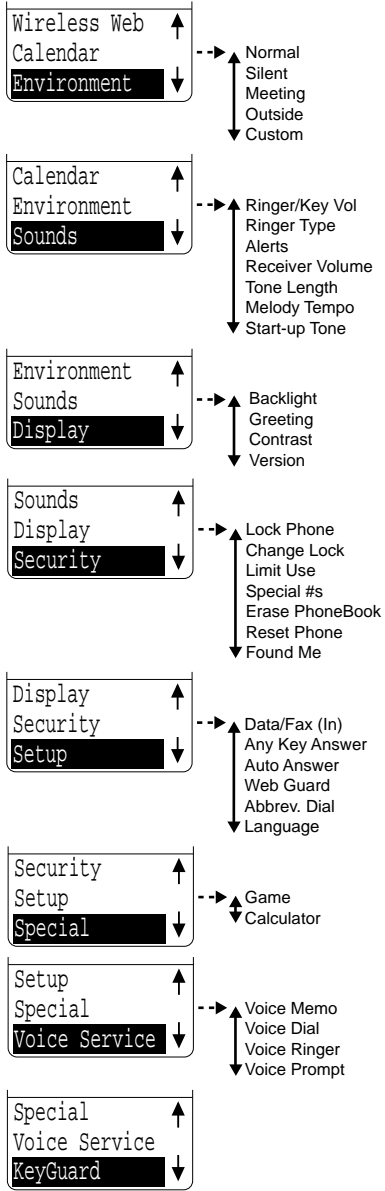 Wireless Web
Calendar
Environment
Normal
Silent
Meeting
Outside
Custom
Calendar
Environment
Sounds
Ringer/Key Vol
Ringer Type
Alerts
Receiver Volume
Tone Length
Melody Tempo
Start-up Tone
Environment
Sounds
Display
Backlight
Greeting
Contrast
Version
Sounds
Display
Security
Lock Phone
Change Lock
Limit Use
Special #s
Erase PhoneBook
Reset Phone
Found Me
Display
Security
Setup
Data/Fax (In)
Any Key Answer
Auto Answer
Web Guard
Abbrev. Dial
Language
Security
Setup
Special
Game
Calculator
Setup
Special
Voice Service
Voice Memo
Voice Dial
Voice Ringer
Voice Prompt
Special
Voice Service
KeyGuard